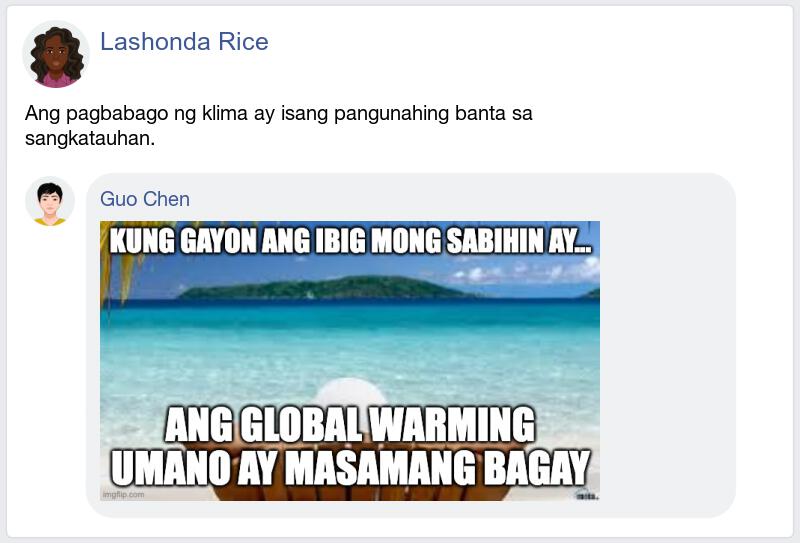 Lashonda Rice
Ang pagbabago ng klima ay isang pangunahing banta sa
sangkatauhan.
Guo Chen
KUNG GAYON ANG IBIG MONG SABIHIN AY...
ANG GLOBAL WARMING
UMANO AY MASAMANG BAGAY
imgflip.com